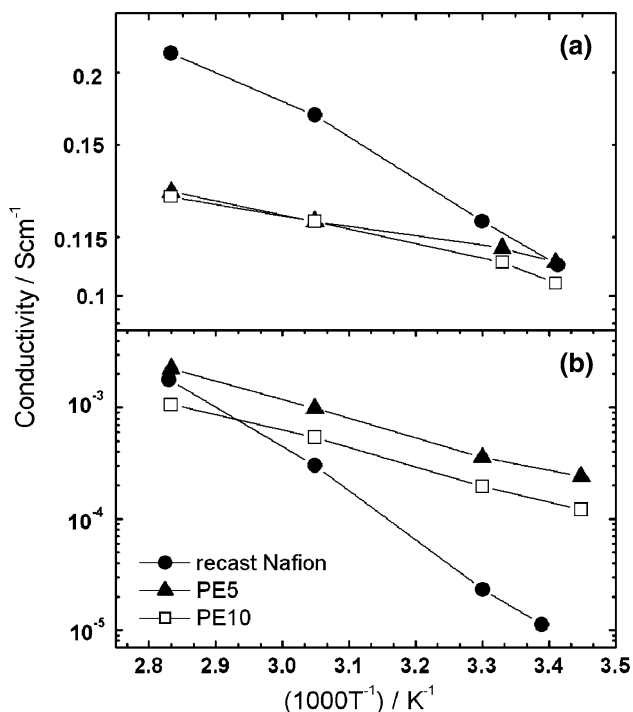 (a)
0.2
0.15
0.115
0.1
Conductivity / Scm⁻¹
(b)
10⁻³
10⁻⁴
10⁻⁵
recast Nafion
PE5
PE10
2.8 2.9 3.0 3.1 3.2 3.3 3.4 3.5
(1000T⁻¹) / K⁻¹